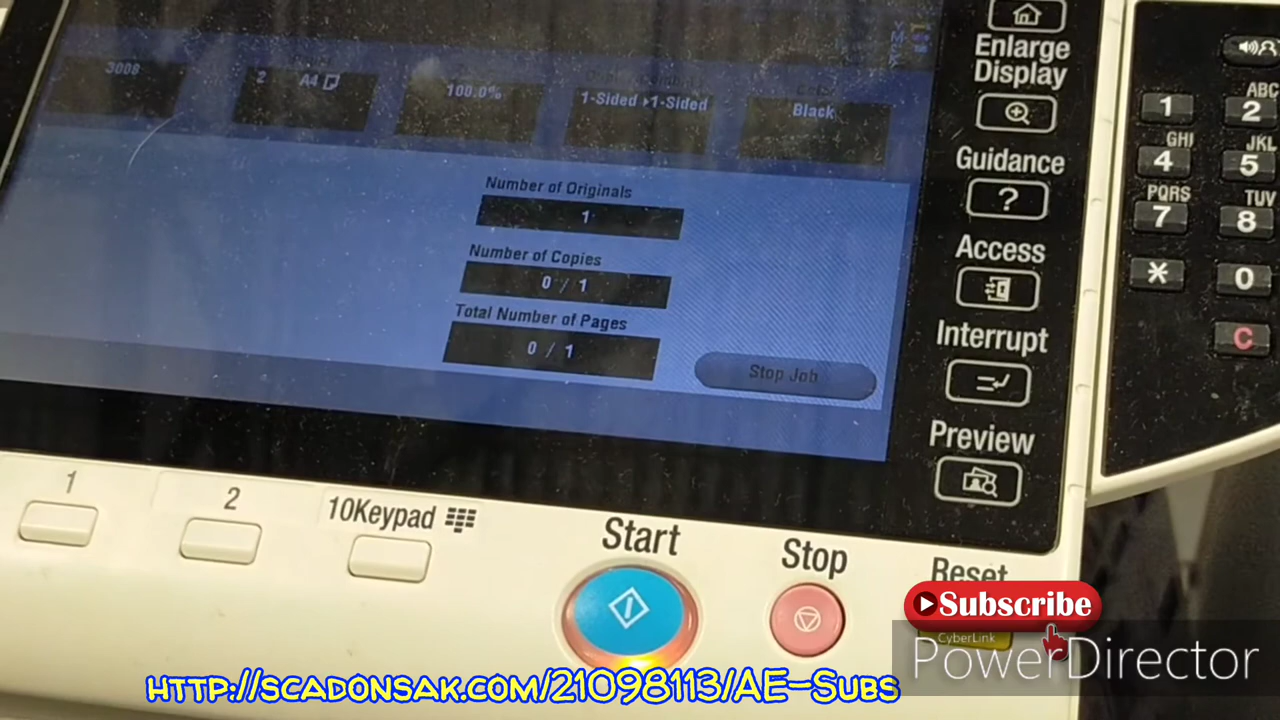 3008
2 A4
100.0%
1-Sided 1-Sided
Black
Y
M
C
K
Number of Originals
1
Number of Copies
0 / 1
Total Number of Pages
0 / 1
Stop Job
Enlarge
Display
Guidance
?
Access
Interrupt
Preview
1
ABC
2
GHI
4
JKL
5
PQRS
7
TUV
8
*
0
C
1
2
10Keypad
Start
Stop
Reset
Subscribe
CyberLink
PowerDirector
http://scadonsak.com/21098113/AE-Subs